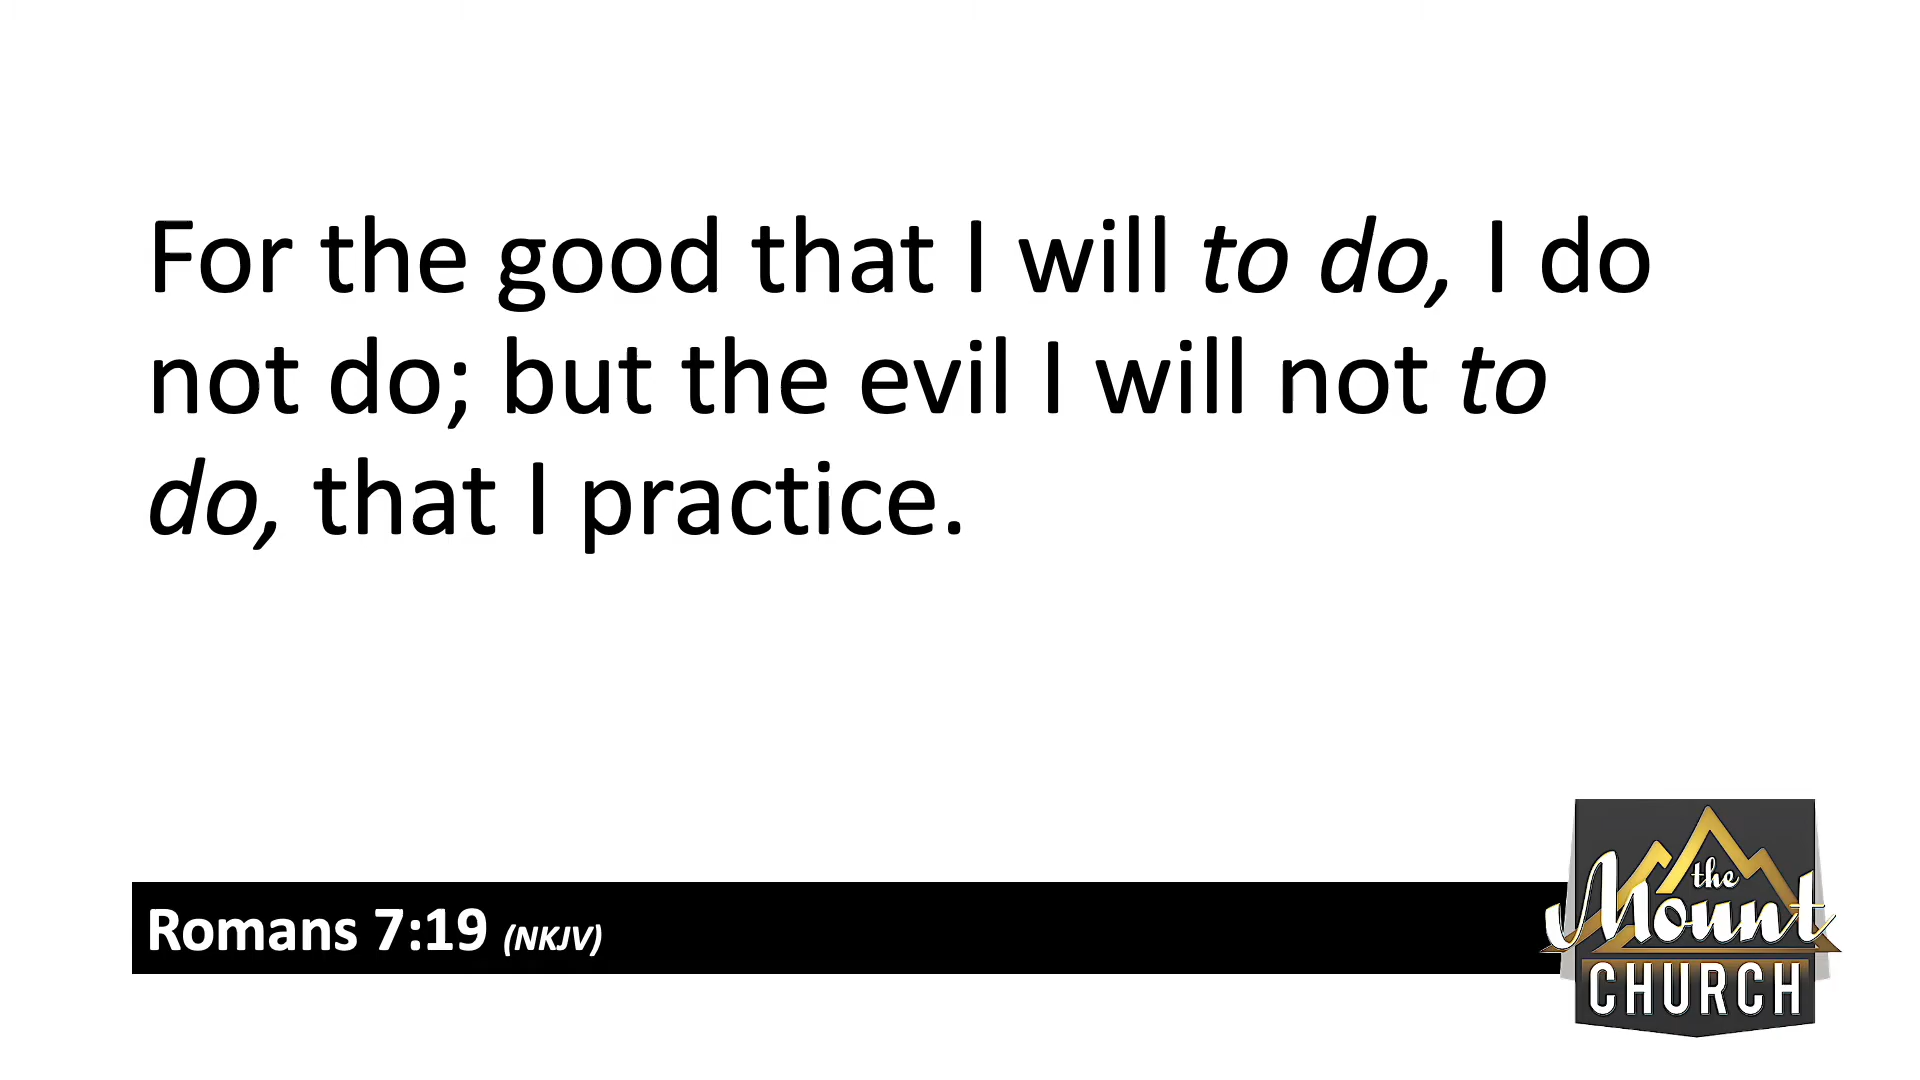 For the good that I will to do, I do
not do; but the evil I will not to
do, that I practice.
Romans 7:19 (NKJV)
the
Mount
CHURCH